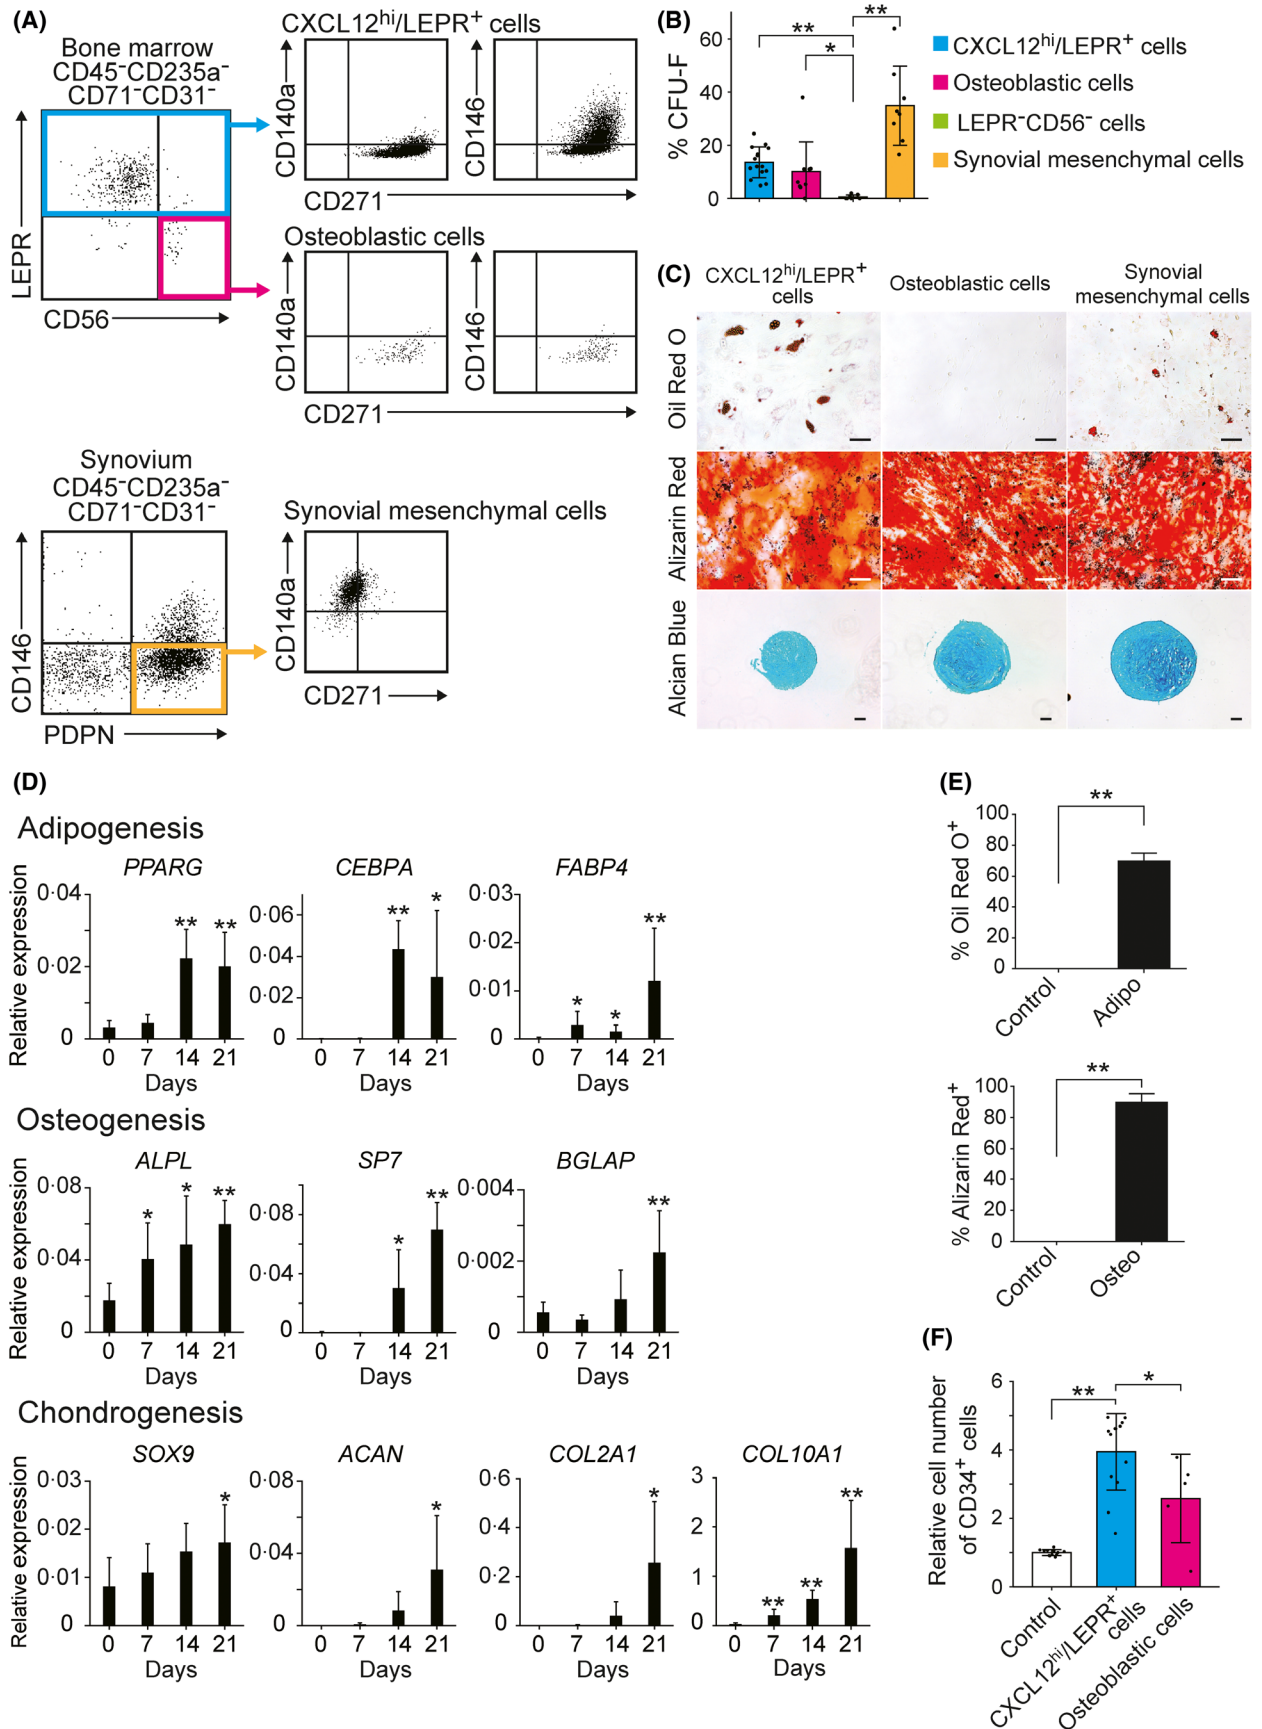 (A)
Bone marrow
CD45⁻CD235a⁻
CD71⁻CD31⁻
LEPR
CD56
CXCL12ʰⁱ/LEPR⁺ cells
CD140a
CD146
CD271
Osteoblastic cells
CD140a
CD146
CD271
Synovium
CD45⁻CD235a⁻
CD71⁻CD31⁻
CD146
PDPN
Synovial mesenchymal cells
CD140a
CD271
(B)
% CFU-F
60
40
20
0
**
*
**
CXCL12ʰⁱ/LEPR⁺ cells
Osteoblastic cells
LEPR⁻CD56⁻ cells
Synovial mesenchymal cells
(C)
CXCL12ʰⁱ/LEPR⁺
cells
Osteoblastic cells
Synovial
mesenchymal cells
Oil Red O
Alizarin Red
Alcian Blue
(D)
Adipogenesis
Relative expression
PPARG
0·04
0·02
0
** **
0 7 14 21
Days
CEBPA
0·06
0·04
0·02
0
** *
0 7 14 21
Days
FABP4
0·03
0·02
0·01
0
* * **
0 7 14 21
Days
Osteogenesis
Relative expression
ALPL
0·08
0·04
0
* * **
0 7 14 21
Days
SP7
0·08
0·04
0
* **
0 7 14 21
Days
BGLAP
0·004
0·002
0
**
0 7 14 21
Days
Chondrogenesis
Relative expression
SOX9
0·03
0·02
0·01
0
*
0 7 14 21
Days
ACAN
0·08
0·04
0
*
0 7 14 21
Days
COL2A1
0·6
0·4
0·2
0
*
0 7 14 21
Days
COL10A1
3
2
1
0
** ** **
0 7 14 21
Days
(E)
% Oil Red O⁺
100
80
60
40
20
0
**
Control
Adipo
% Alizarin Red⁺
100
80
60
40
20
0
**
Control
Osteo
(F)
Relative cell number
of CD34⁺ cells
6
4
2
0
**
*
Control
CXCL12ʰⁱ/LEPR⁺
cells
Osteoblastic cells